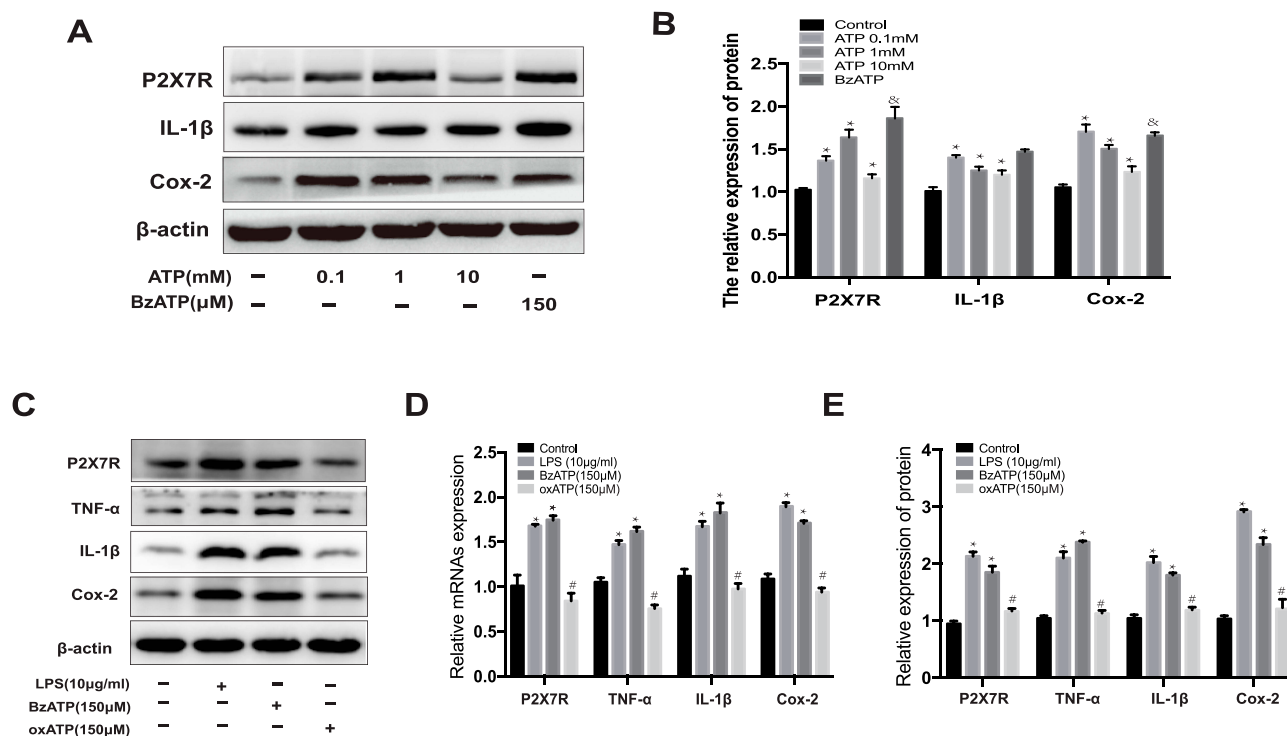 A
P2X7R
IL-1β
Cox-2
β-actin
ATP(mM) – 0.1 1 10 –
BzATP(μM) – – – – 150
B
Control
ATP 0.1mM
ATP 1mM
ATP 10mM
BzATP
The relative expression of protein
2.5
2.0
1.5
1.0
0.5
0.0
* * * &
* * *
* * * &
P2X7R IL-1β Cox-2
C
P2X7R
TNF-α
IL-1β
Cox-2
β-actin
LPS(10μg/ml) – + – –
BzATP(150μM) – – + –
oxATP(150μM) – – – +
D
Control
LPS (10μg/ml)
BzATP(150μM)
oxATP(150μM)
Relative mRNAs expression
2.5
2.0
1.5
1.0
0.5
0.0
* * #
* * #
* * #
* * #
P2X7R TNF-α IL-1β Cox-2
E
Control
LPS (10μg/ml)
BzATP(150μM)
oxATP(150μM)
Relative expression of protein
4
3
2
1
0
* * #
* * #
* * #
* * #
P2X7R TNF-α IL-1β Cox-2